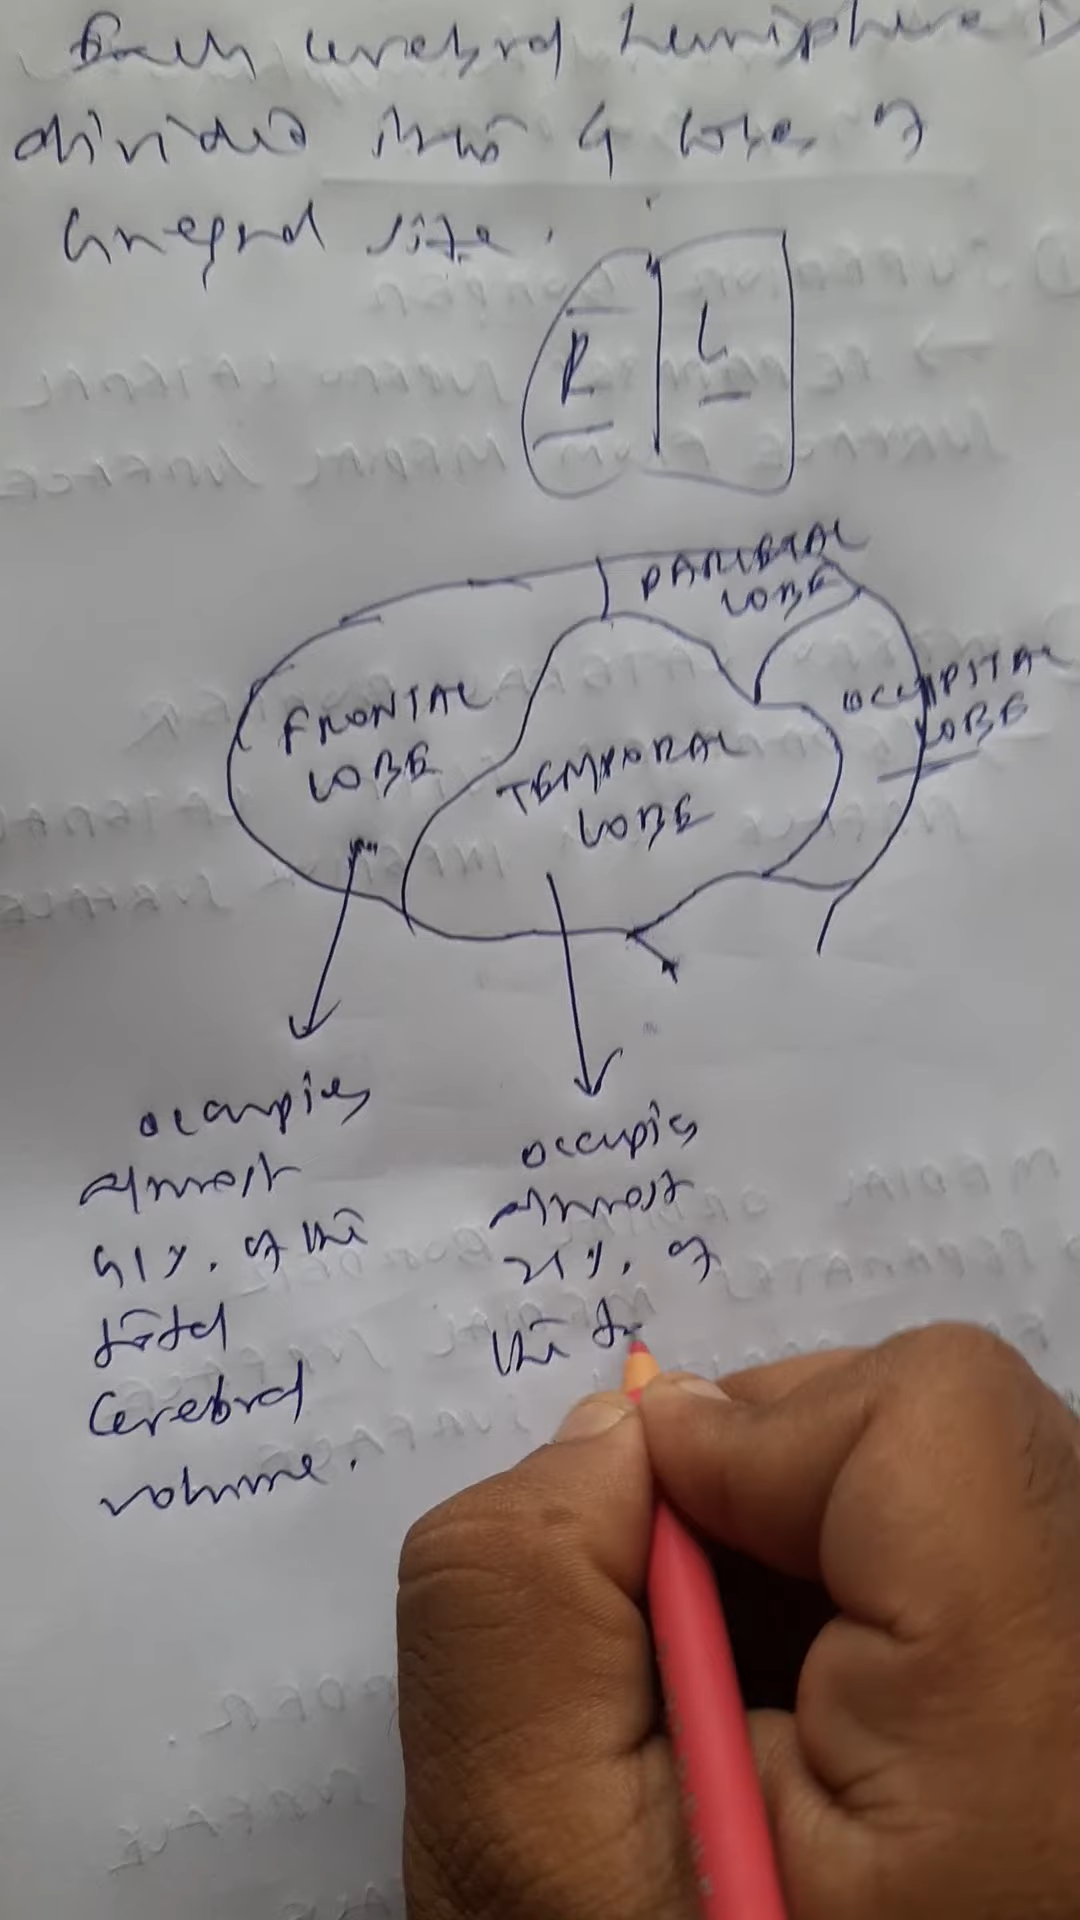 Each cerebral hemisphere is
divided into 4 lobes of
unequal size.
R L
PARIETAL
LOBE
FRONTAL
LOBE
OCCIPITAL
LOBE
TEMPORAL
LOBE
occupies
almost
41%. of the
total
cerebral
volume.
occupies
almost
21%. of
the to